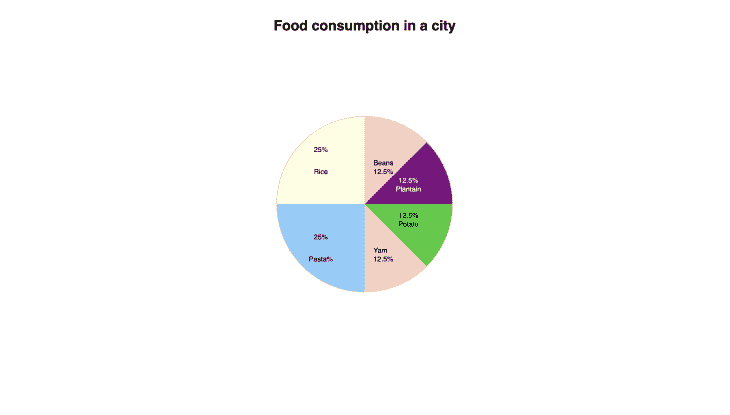 Food consumption in a city
25%
Rice
Beans
12.5%
12.5%
Plantain
12.5%
Potato
Yam
12.5%
25%
Pasta%